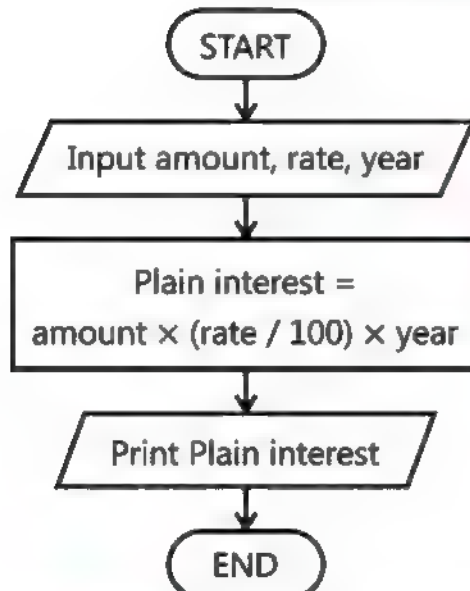 START
Input amount, rate, year
Plain interest =
amount × (rate / 100) × year
Print Plain interest
END